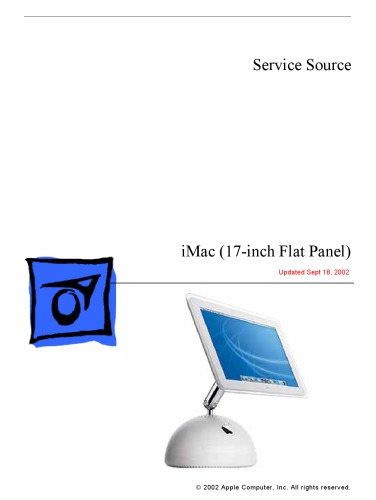 Service Source
iMac (17-inch Flat Panel)
Updated Sept 18, 2002
© 2002 Apple Computer, Inc. All rights reserved.